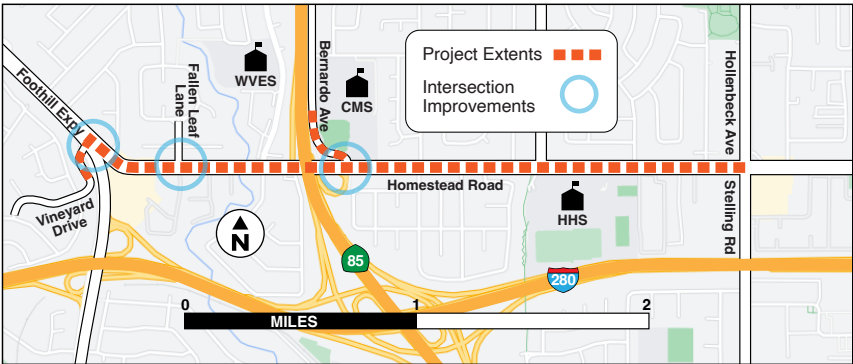 Project Extents
Intersection
Improvements
WVES
Bernardo Ave
CMS
Hollenbeck Ave
Foothill Expy
Fallen Leaf
Lane
Homestead Road
Vineyard
Drive
N
HHS
Stelling Rd
85
280
0
1
2
MILES